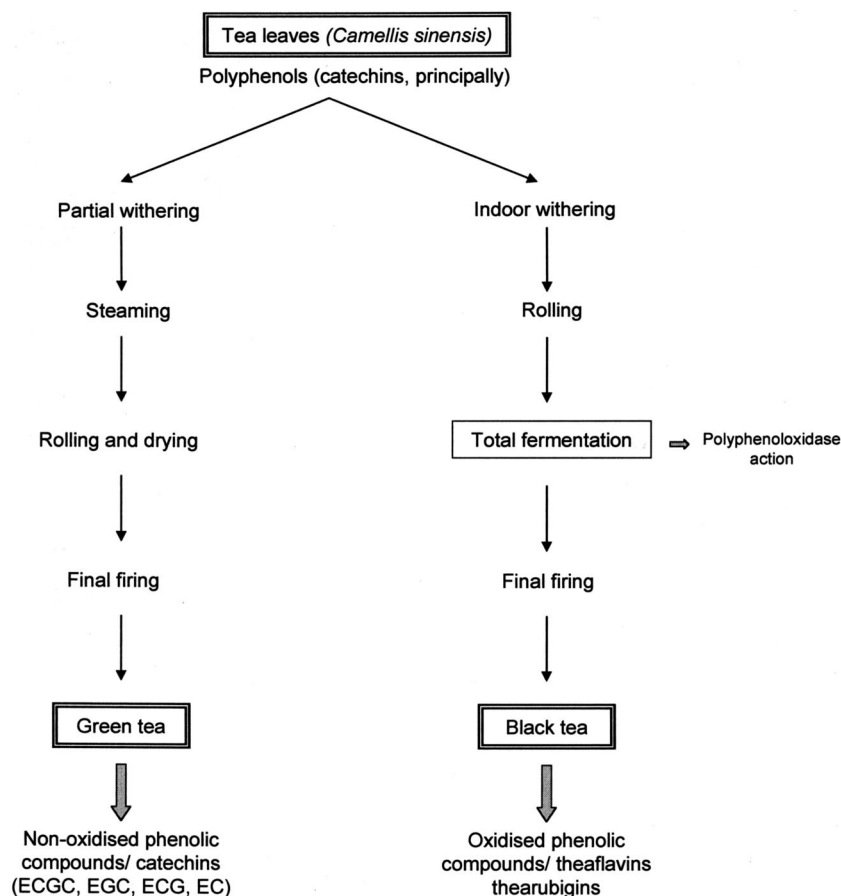 Tea leaves (Camellis sinensis)
Polyphenols (catechins, principally)
Partial withering
Steaming
Rolling and drying
Final firing
Green tea
Non-oxidised phenolic
compounds/ catechins
(ECGC, EGC, ECG, EC)
Indoor withering
Rolling
Total fermentation
Polyphenoloxidase
action
Final firing
Black tea
Oxidised phenolic
compounds/ theaflavins
thearubigins